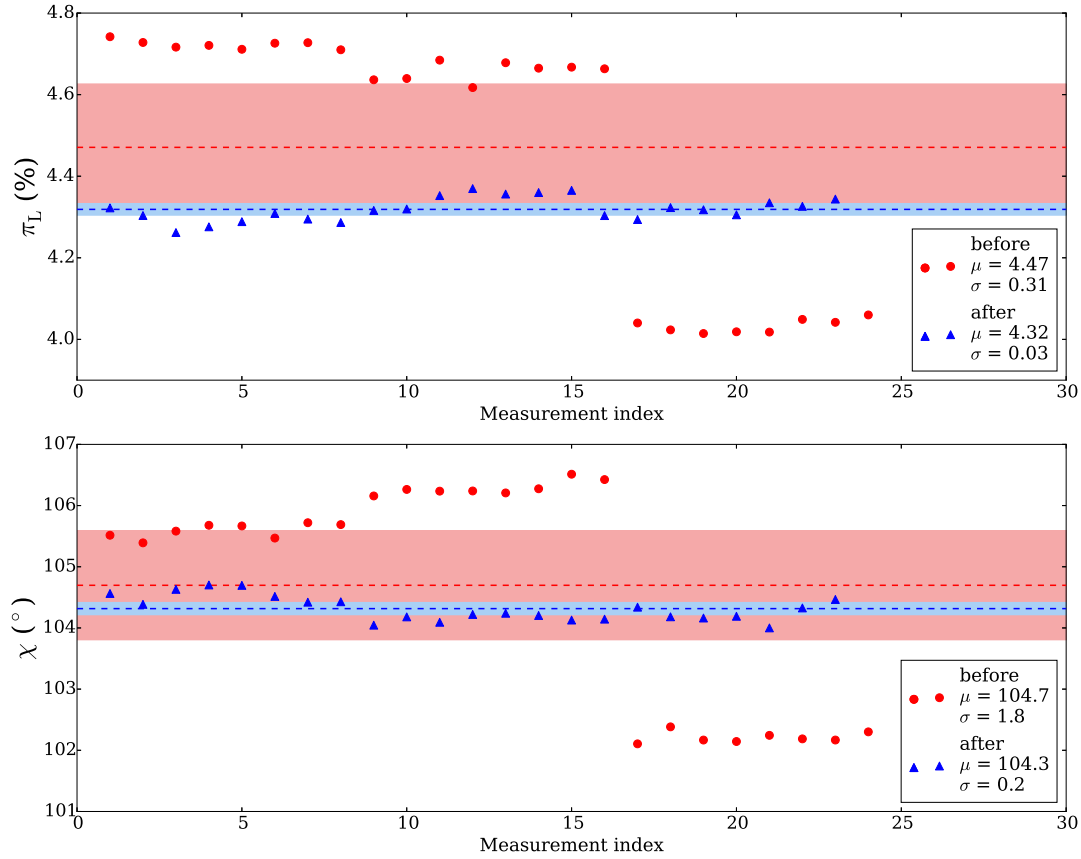 4.8
4.6
4.4
4.2
4.0
π_L (%)
0 5 10 15 20 25 30
Measurement index
before
μ = 4.47
σ = 0.31
after
μ = 4.32
σ = 0.03
107
106
105
104
103
102
101
χ (°)
0 5 10 15 20 25 30
Measurement index
before
μ = 104.7
σ = 1.8
after
μ = 104.3
σ = 0.2